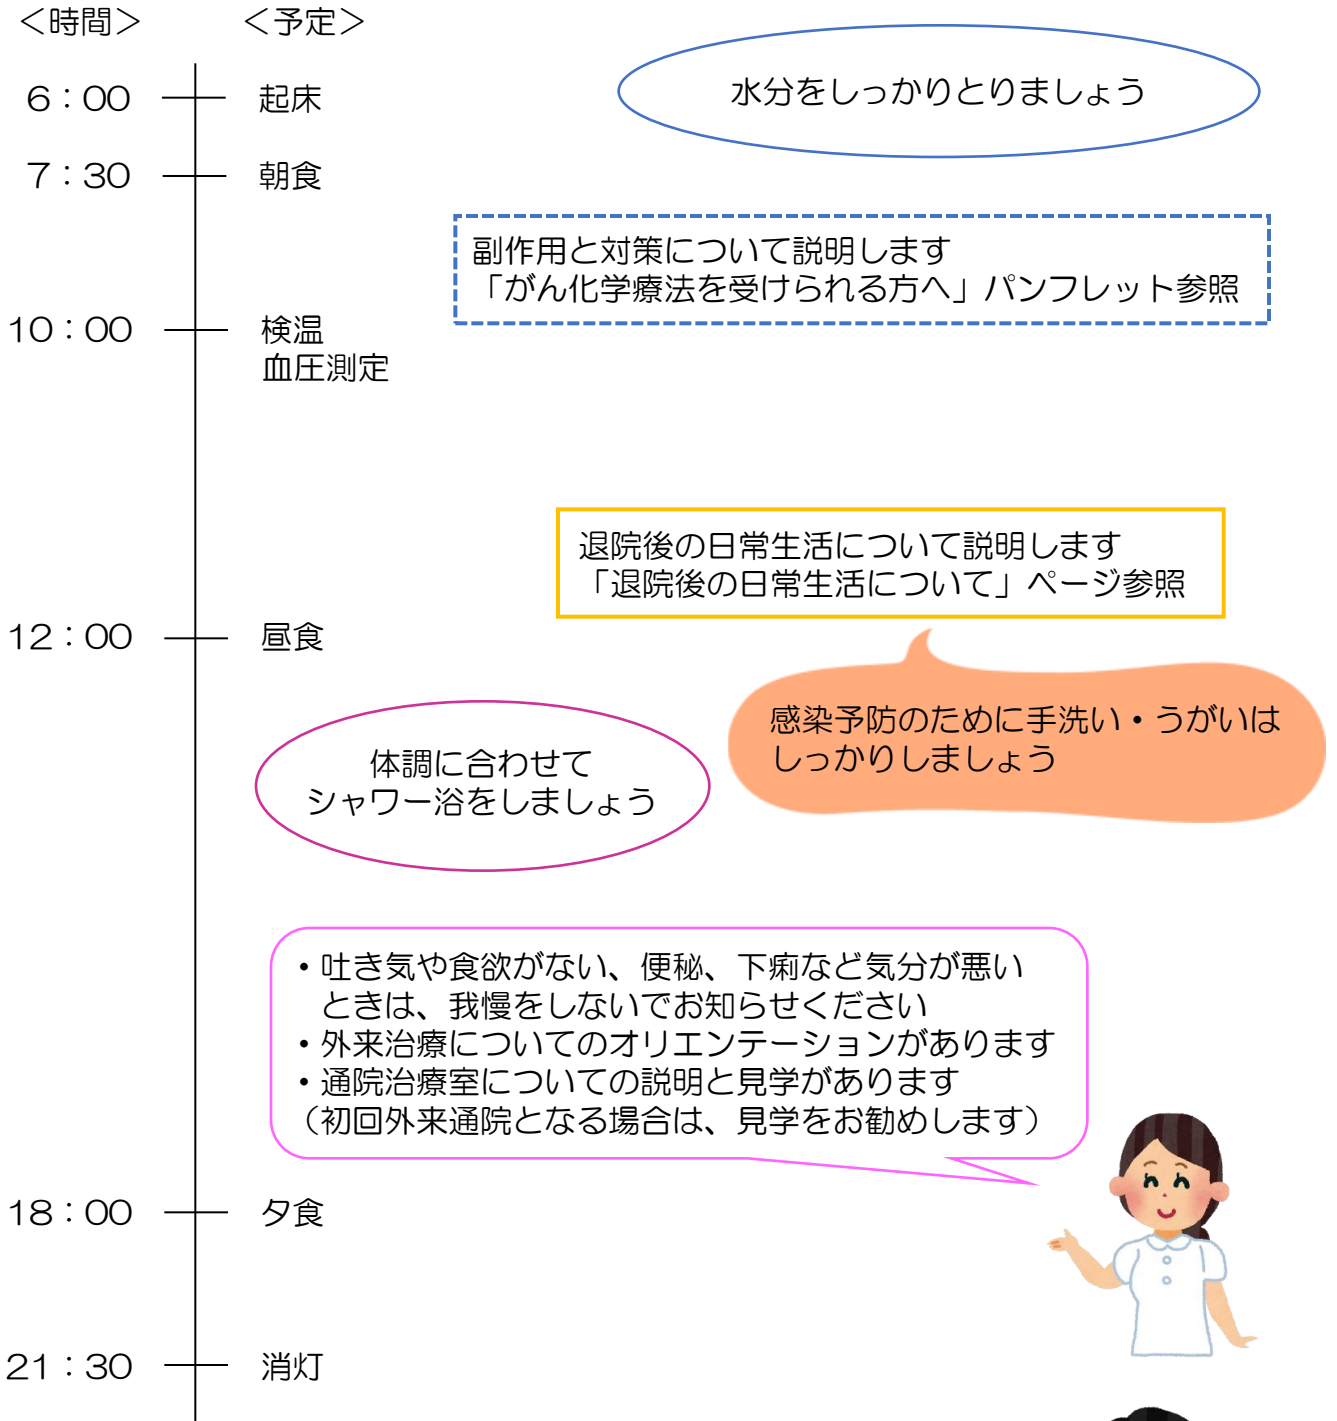 ＜時間＞ ＜予定＞
水分をしっかりとりましょう
6：00 起床
7：30 朝食
副作用と対策について説明します
「がん化学療法を受けられる方へ」パンフレット参照
10：00 検温
血圧測定
退院後の日常生活について説明します
「退院後の日常生活について」ページ参照
12：00 昼食
感染予防のために手洗い・うがいは
しっかりしましょう
体調に合わせて
シャワー浴をしましょう
・吐き気や食欲がない、便秘、下痢など気分が悪い
ときは、我慢をしないでお知らせください
・外来治療についてのオリエンテーションがあります
・通院治療室についての説明と見学があります
（初回外来通院となる場合は、見学をお勧めします）
18：00 夕食
21：30 消灯